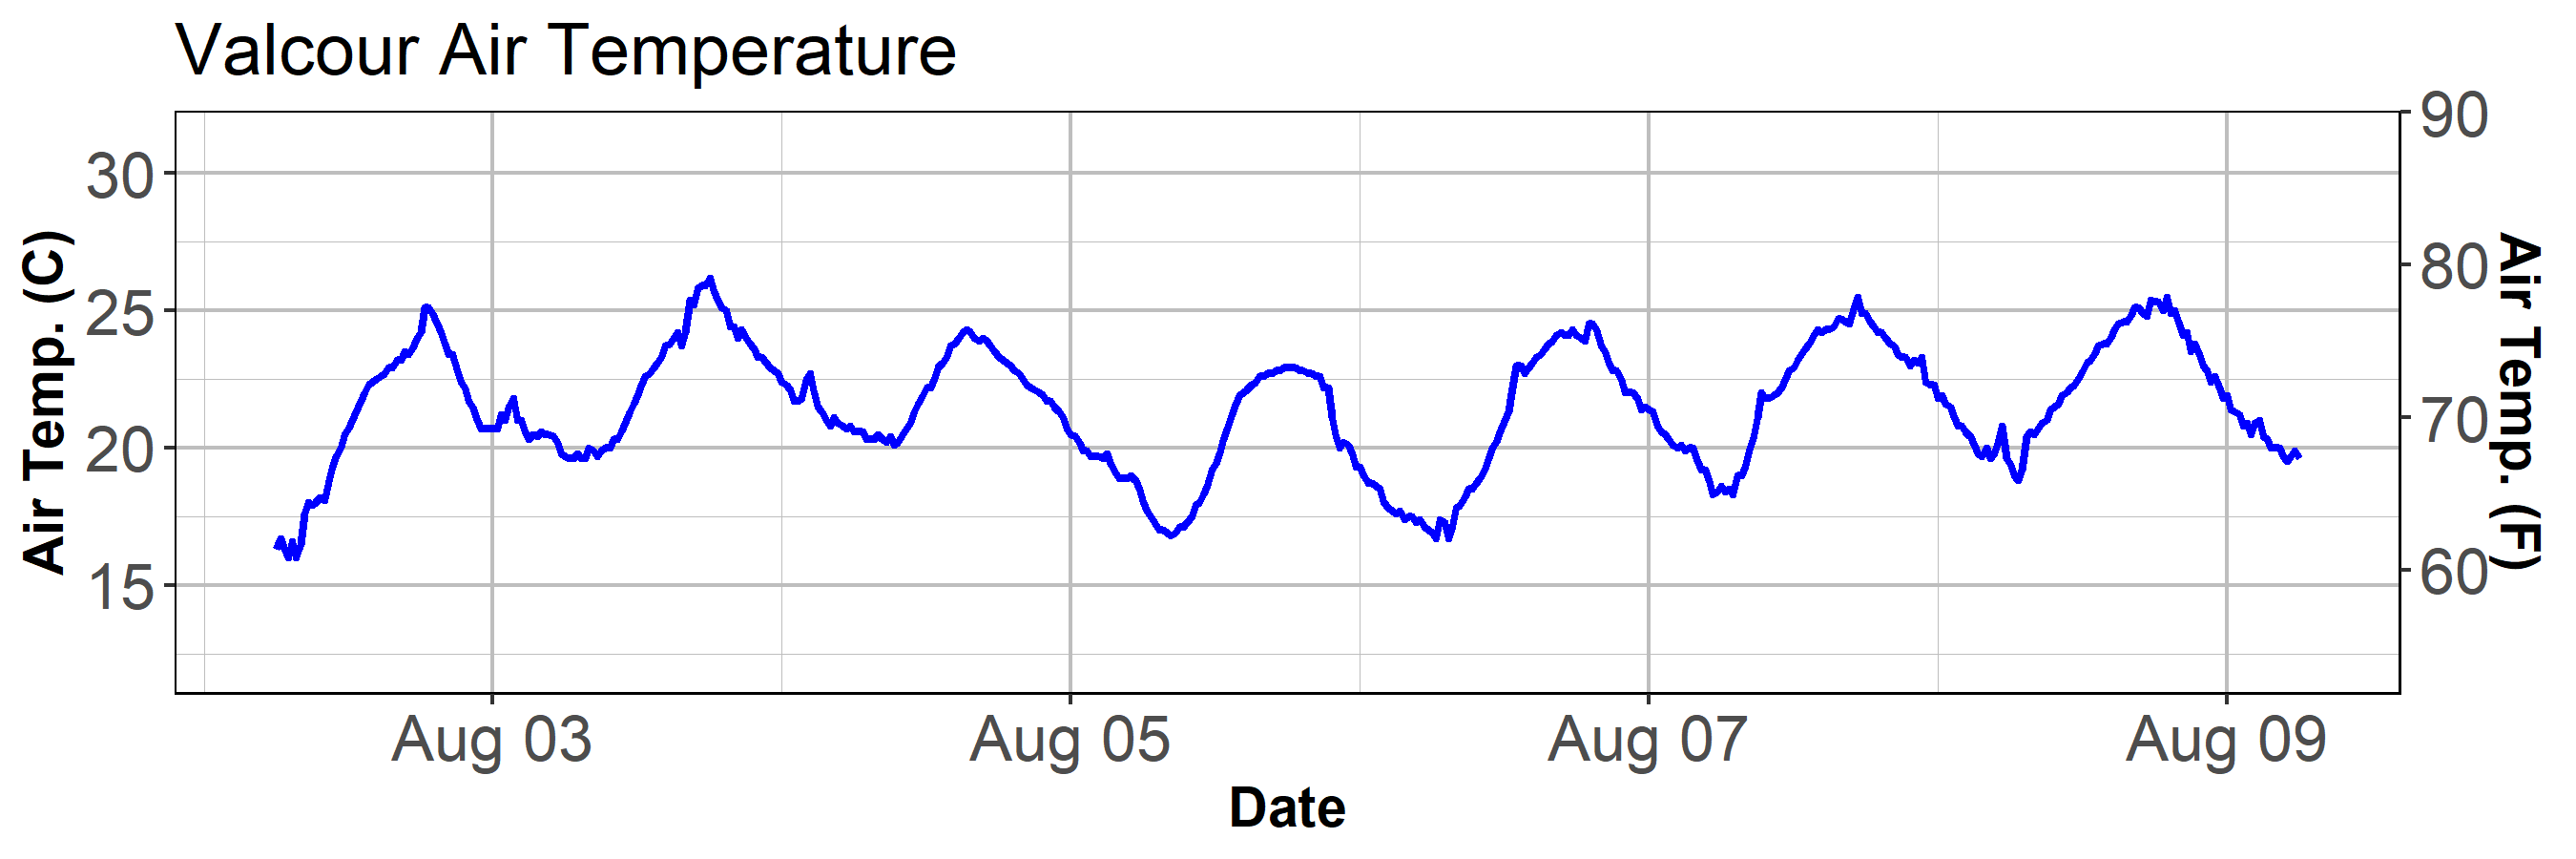 Valcour Air Temperature
Air Temp. (C)
30
25
20
15
90
80
70
60
Air Temp. (F)
Aug 03
Aug 05
Aug 07
Aug 09
Date